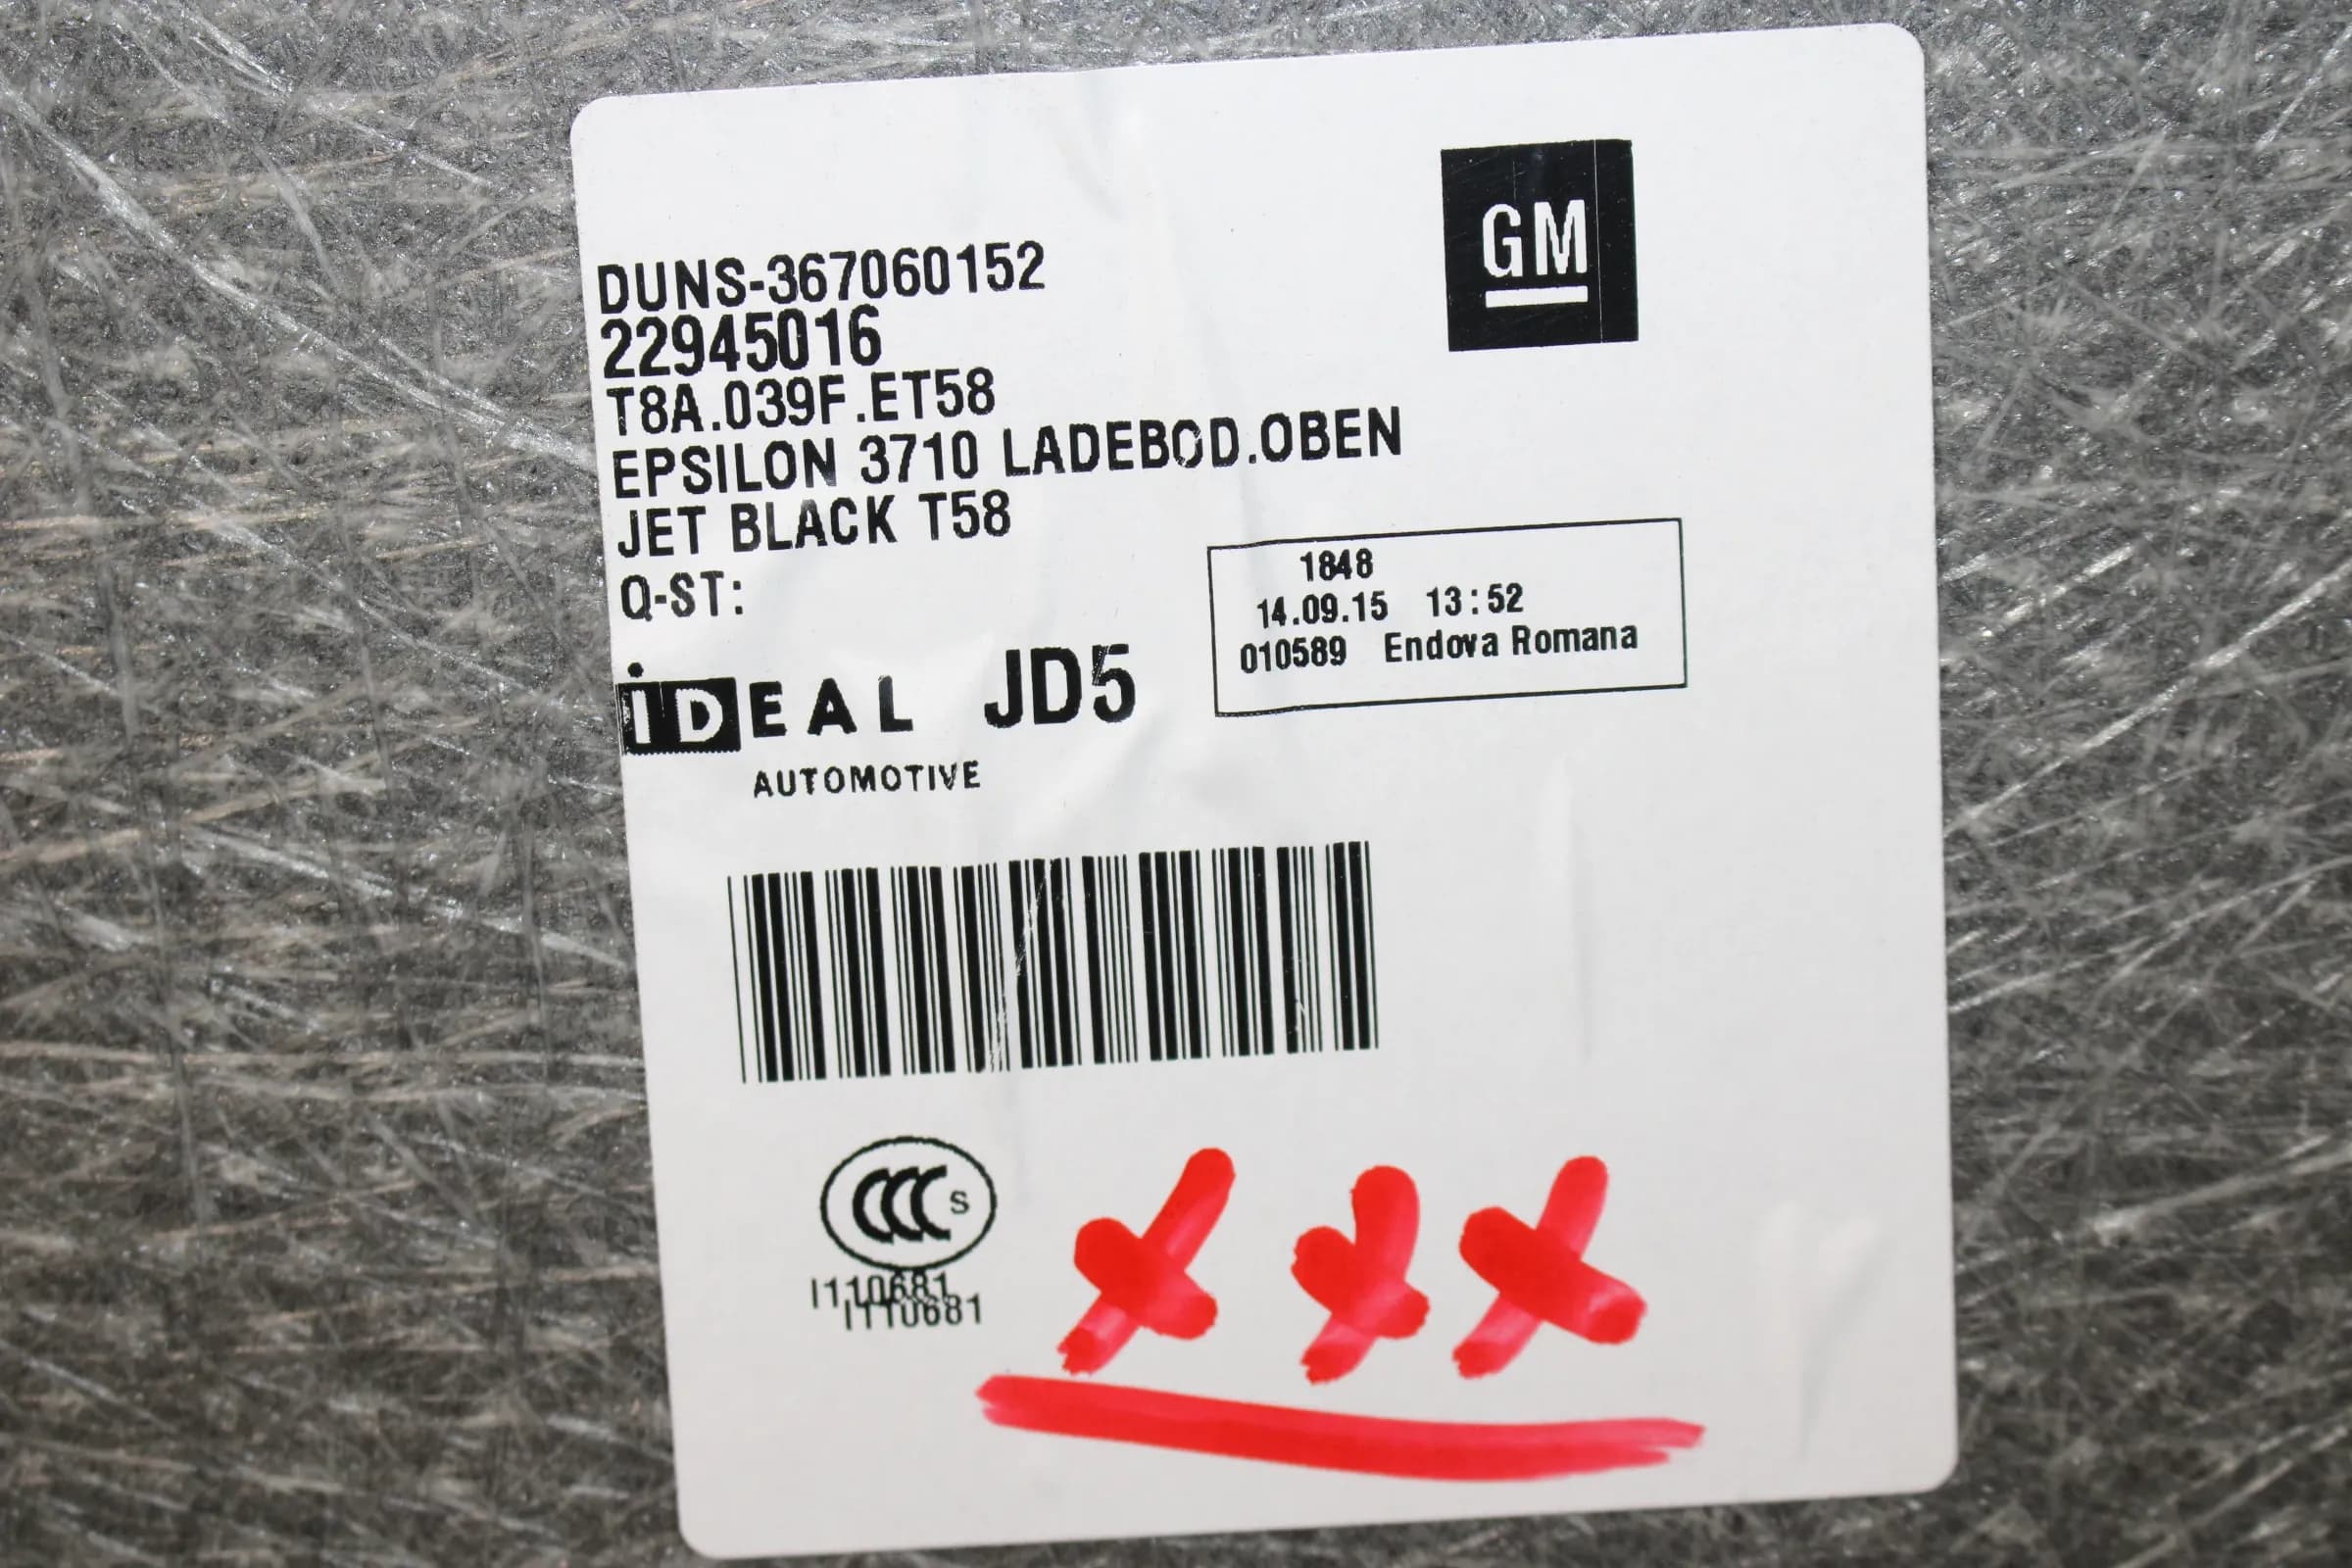 GM
DUNS-367060152
22945016
T8A.039F.ET58
EPSILON 3710 LADEBOD.OBEN
JET BLACK T58
Q-ST:
1848
14.09.15 13:52
010589 Endova Romana
iDEAL JD5
AUTOMOTIVE
CCC S
I110681
I110681
X X X